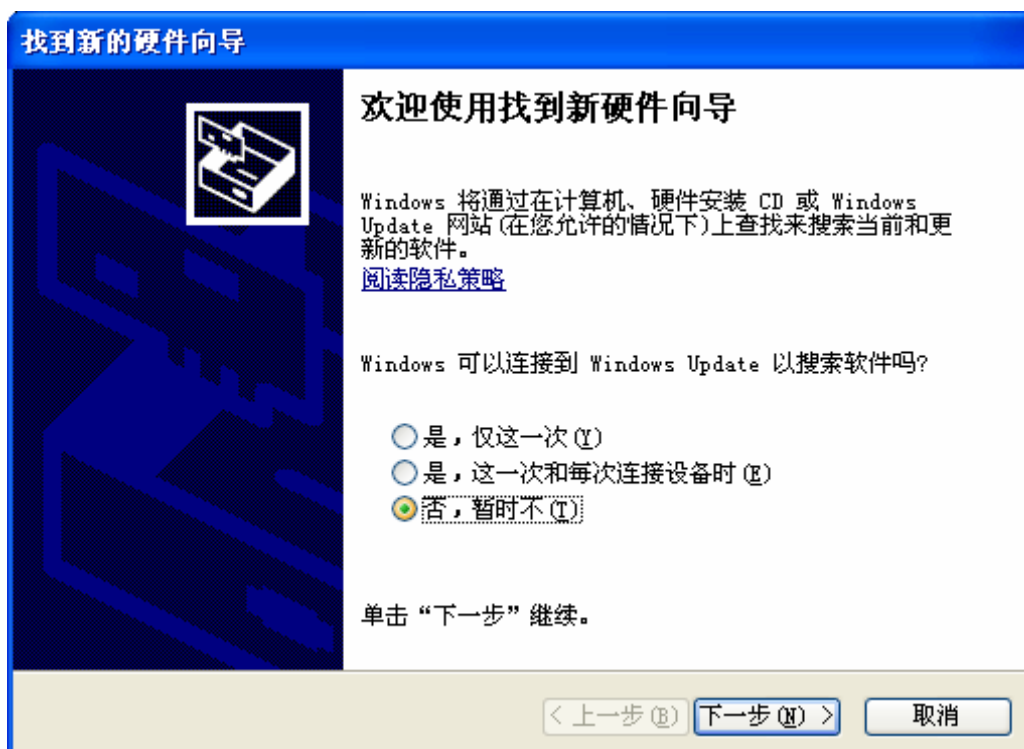 找到新的硬件向导
欢迎使用找到新硬件向导
Windows 将通过在计算机、硬件安装 CD 或 Windows
Update 网站(在您允许的情况下)上查找来搜索当前和更
新的软件。
阅读隐私策略
Windows 可以连接到 Windows Update 以搜索软件吗?
是，仅这一次(Y)
是，这一次和每次连接设备时(E)
否，暂时不(T)
单击“下一步”继续。
< 上一步(B) 下一步(N) > 取消